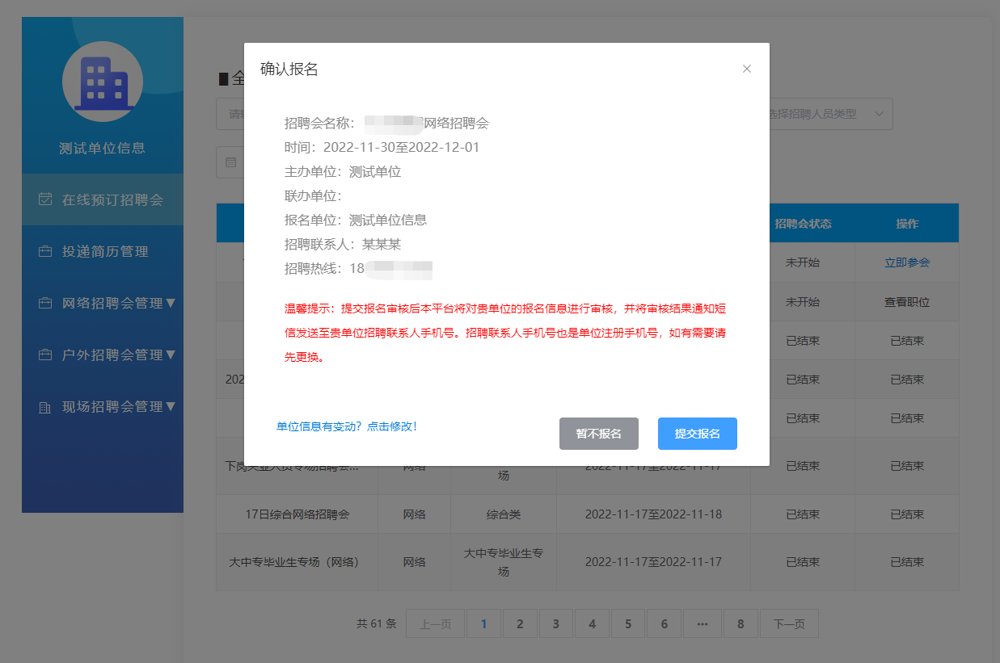 测试单位信息
在线预订招聘会
投递简历管理
网络招聘会管理▼
户外招聘会管理▼
现场招聘会管理▼
全
请
选择招聘人员类型
确认报名
招聘会名称： 网络招聘会
时间：2022-11-30至2022-12-01
主办单位：测试单位
联办单位：
报名单位：测试单位信息
招聘联系人：某某某
招聘热线：18
温馨提示：提交报名审核后本平台将对贵单位的报名信息进行审核，并将审核结果通知短
信发送至贵单位招聘联系人手机号。招聘联系人手机号也是单位注册手机号，如有需要请
先更换。
单位信息有变动？点击修改！
暂不报名 提交报名
招聘会状态 操作
未开始 立即参会
未开始 查看职位
已结束 已结束
202 已结束 已结束
已结束 已结束
下岗失业人员专场招聘会... 网络 场 2022-11-17至2022-11-17 已结束 已结束
17日综合网络招聘会 网络 综合类 2022-11-17至2022-11-18 已结束 已结束
大中专毕业生专场（网络） 网络 大中专毕业生专
场 2022-11-17至2022-11-17 已结束 已结束
共 61 条 上一页 1 2 3 4 5 6 ··· 8 下一页